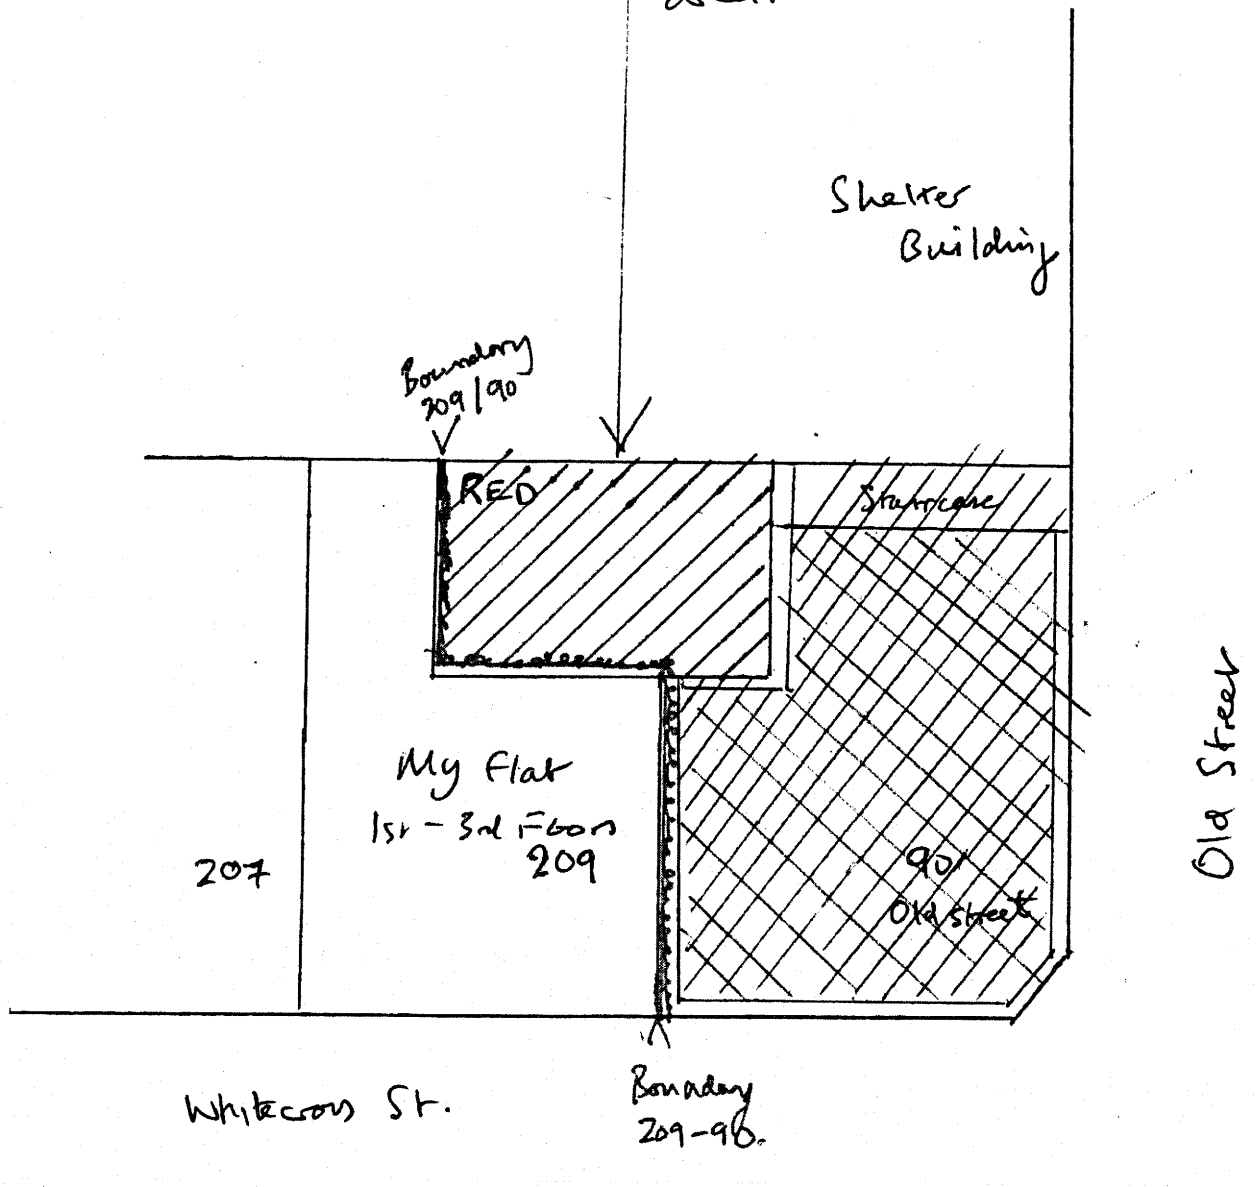 Shelter
Building
Boundary
209/90
RED
Staircase
My Flat
1st - 3rd Floors
209
207
90
Old Street
Old Street
Whitecross St.
Boundary
209-90.